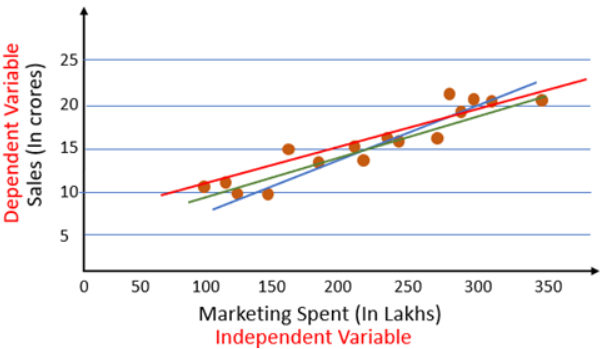 Dependent Variable
Sales (In crores)
25
20
15
10
5
0 50 100 150 200 250 300 350
Marketing Spent (In Lakhs)
Independent Variable